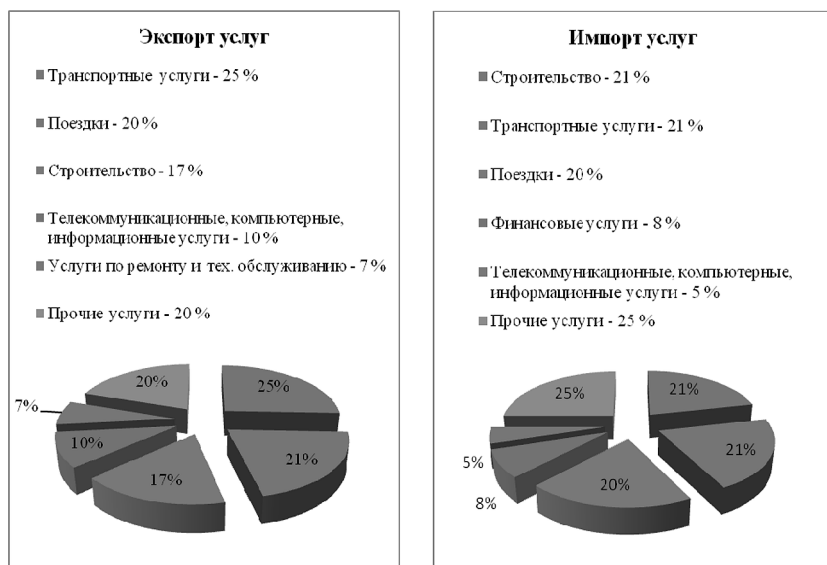 Экспорт услуг
Транспортные услуги - 25 %
Поездки - 20 %
Строительство - 17 %
Телекоммуникационные, компьютерные,
информационные услуги - 10 %
Услуги по ремонту и тех. обслуживанию - 7 %
Прочие услуги - 20 %
20%
25%
7%
10%
17%
21%
Импорт услуг
Строительство - 21 %
Транспортные услуги - 21 %
Поездки - 20 %
Финансовые услуги - 8 %
Телекоммуникационные, компьютерные,
информационные услуги - 5 %
Прочие услуги - 25 %
25%
21%
5%
8%
20%
21%